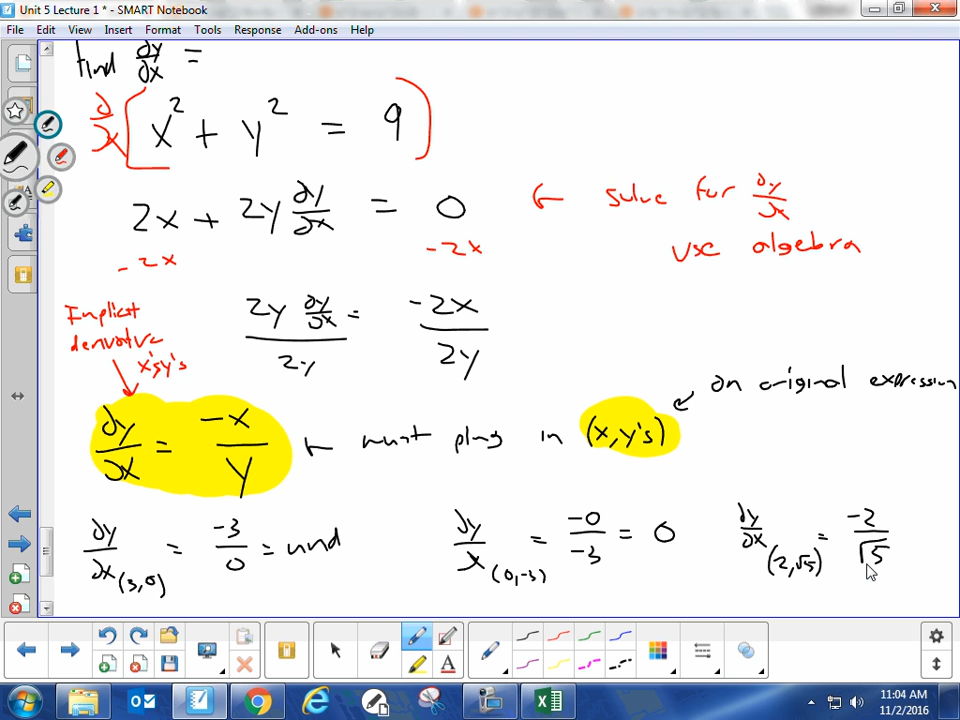 Unit 5 Lecture 1 * - SMART Notebook
File Edit View Insert Format Tools Response Add-ons Help
find dy/dx =
d/dx [ x² + y² = 9 ]
2x + 2y dy/dx = 0 ← solve for dy/dx
-2x -2x use algebra
2y dy/dx = -2x
2y 2y
Implicit
derivative
x's y's
on original expression
dy/dx = -x/y ← must plug in (x, y's)
dy/dx (3,0) = -3/0 = und
dy/dx (0,-3) = -0/-3 = 0
dy/dx (2,√5) = -2/√5
11:04 AM
11/2/2016